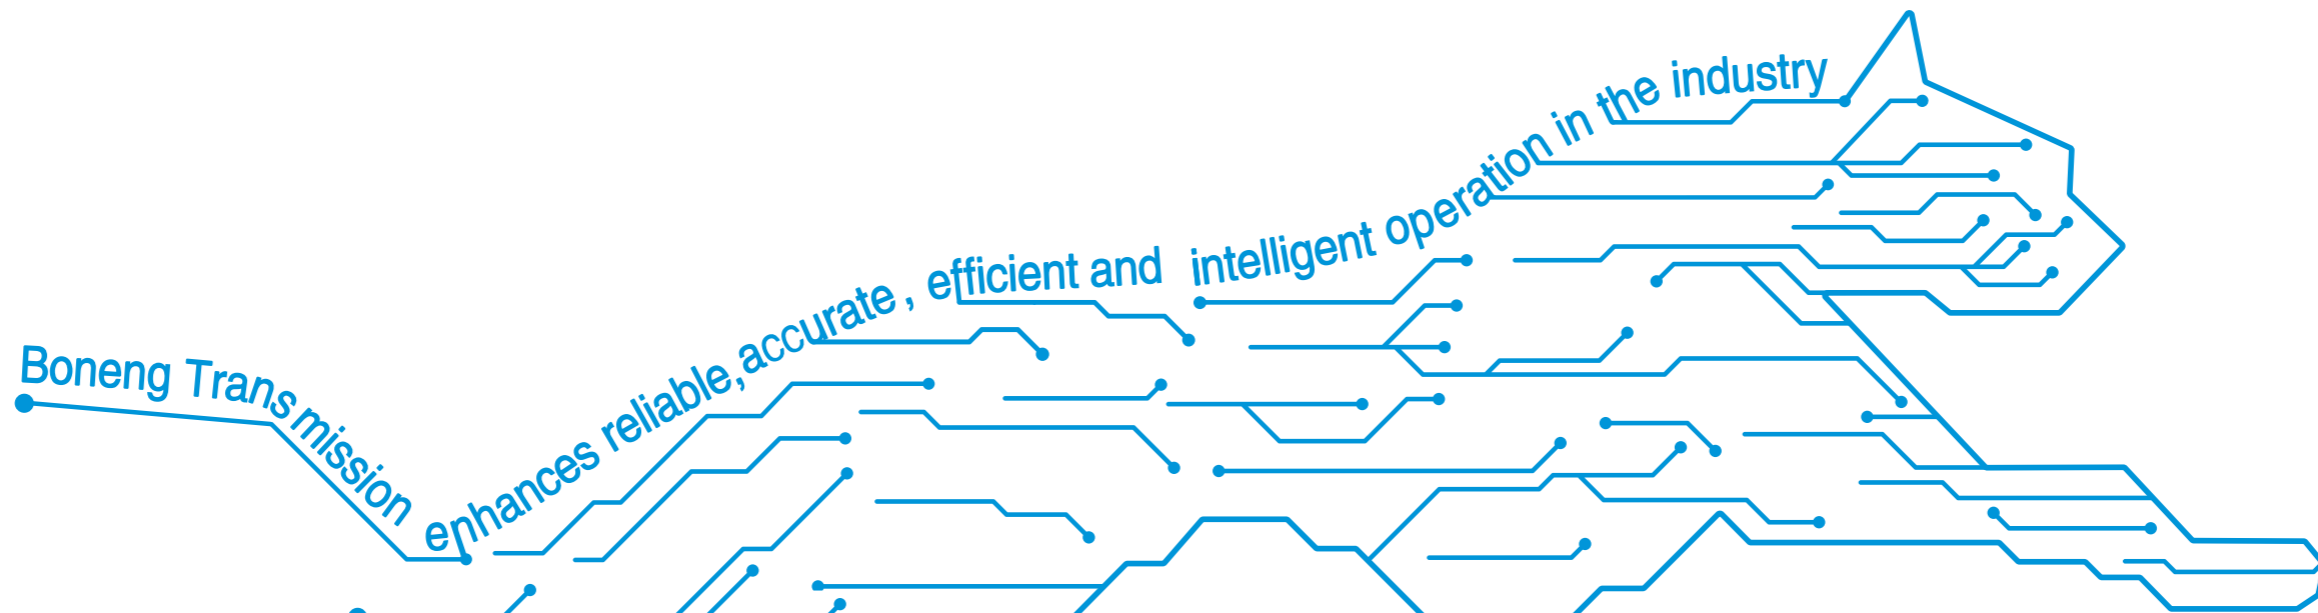 Boneng Transmission enhances reliable, accurate, efficient and intelligent operation in the industry